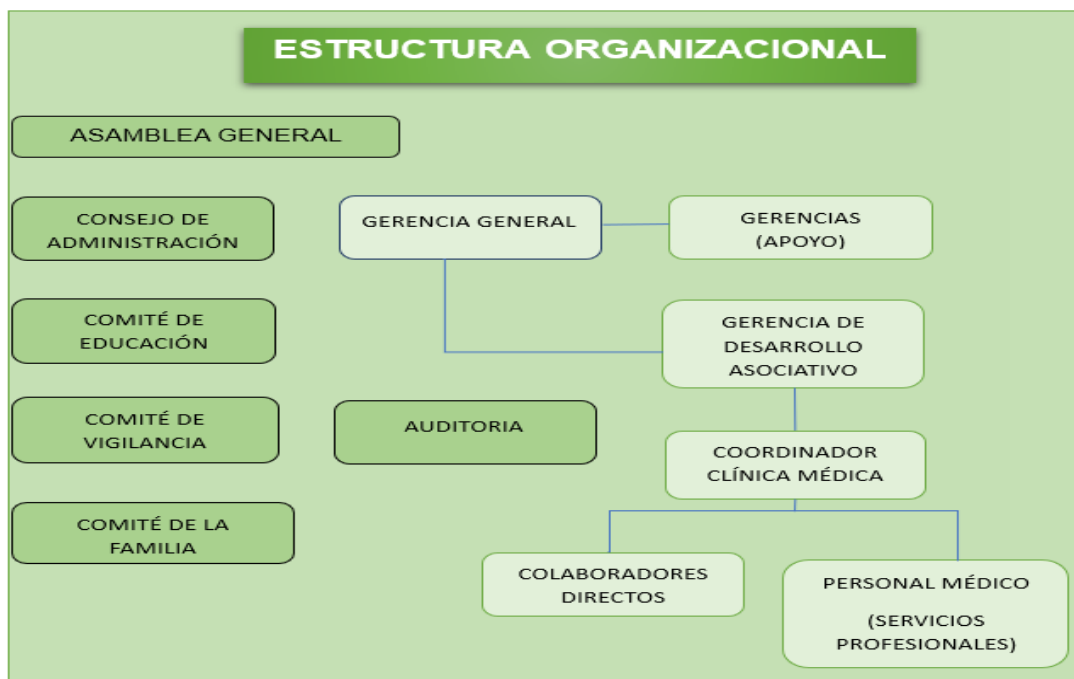 ESTRUCTURA ORGANIZACIONAL
ASAMBLEA GENERAL
CONSEJO DE
ADMINISTRACIÓN
GERENCIA GENERAL
GERENCIAS
(APOYO)
COMITÉ DE
EDUCACIÓN
GERENCIA DE
DESARROLLO
ASOCIATIVO
COMITÉ DE
VIGILANCIA
AUDITORIA
COORDINADOR
CLÍNICA MÉDICA
COMITÉ DE LA
FAMILIA
COLABORADORES
DIRECTOS
PERSONAL MÉDICO
(SERVICIOS
PROFESIONALES)